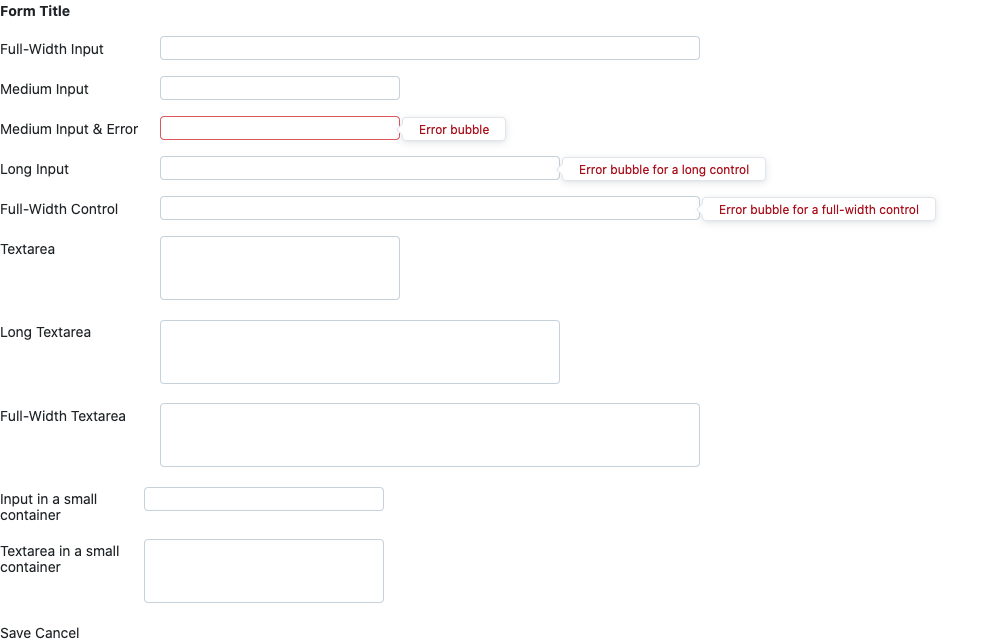 Form Title
Full-Width Input
Medium Input
Medium Input & Error
Error bubble
Long Input
Error bubble for a long control
Full-Width Control
Error bubble for a full-width control
Textarea
Long Textarea
Full-Width Textarea
Input in a small
container
Textarea in a small
container
Save Cancel